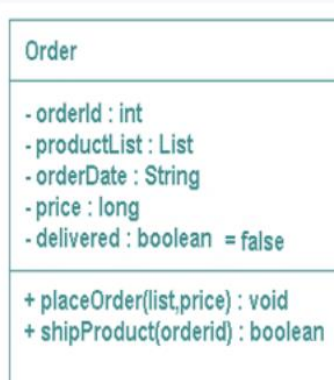 Order
- orderId : int
- productList : List
- orderDate : String
- price : long
- delivered : boolean = false
+ placeOrder(list,price) : void
+ shipProduct(orderid) : boolean